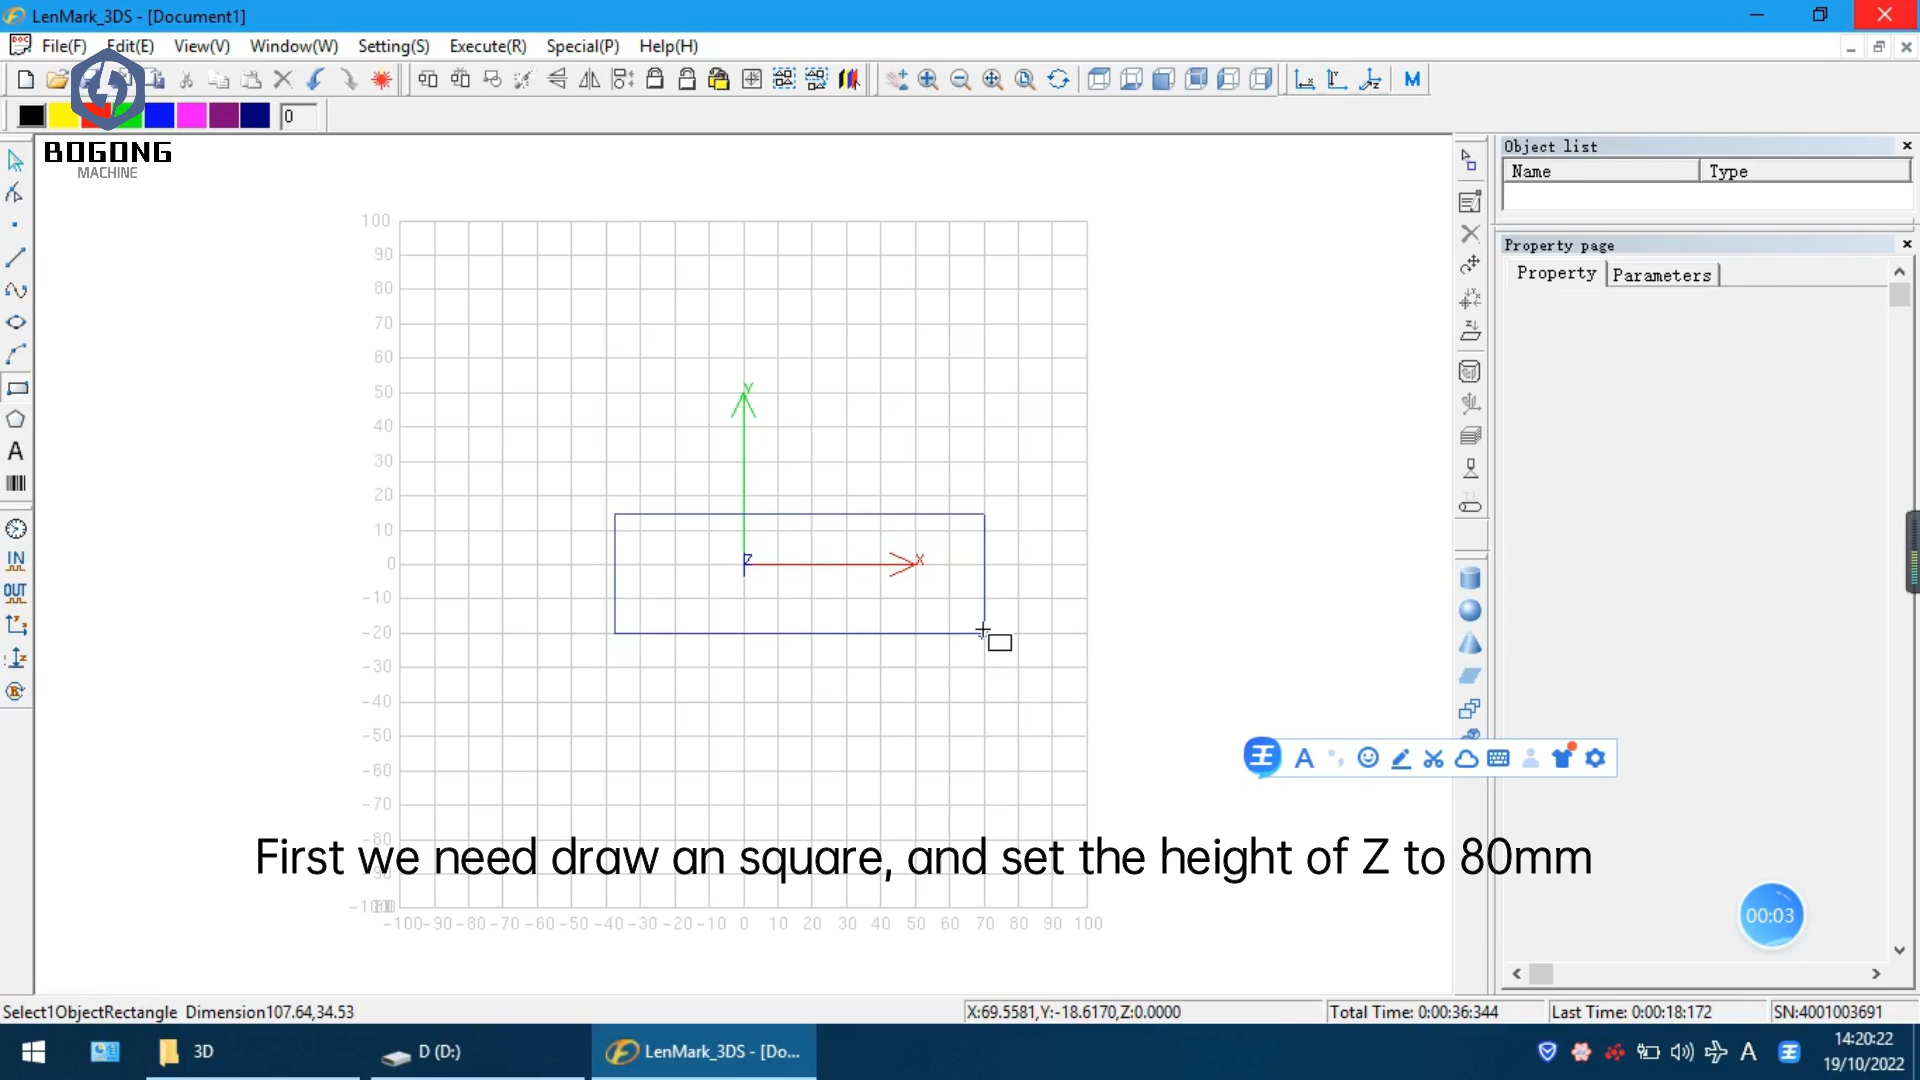 LenMark_3DS - [Document1]
File(F) Edit(E) View(V) Window(W) Setting(S) Execute(R) Special(P) Help(H)
M
0
BOGONG
MACHINE
A
IN
OUT
Object list
Name Type
Property page
Property Parameters
100
90
80
70
60
50
40
30
20
10
0
-10
-20
-30
-40
-50
-60
-70
-80
Y
Z X
First we need draw an square, and set the height of Z to 80mm
-100 -90 -80 -70 -60 -50 -40 -30 -20 -10 0 10 20 30 40 50 60 70 80 90 100
王 A
00:03
Select1ObjectRectangle Dimension107.64,34.53
X:69.5581,Y:-18.6170,Z:0.0000
Total Time: 0:00:36:344
Last Time: 0:00:18:172
SN:4001003691
3D
D (D:)
LenMark_3DS - [Do...
A
14:20:22
19/10/2022